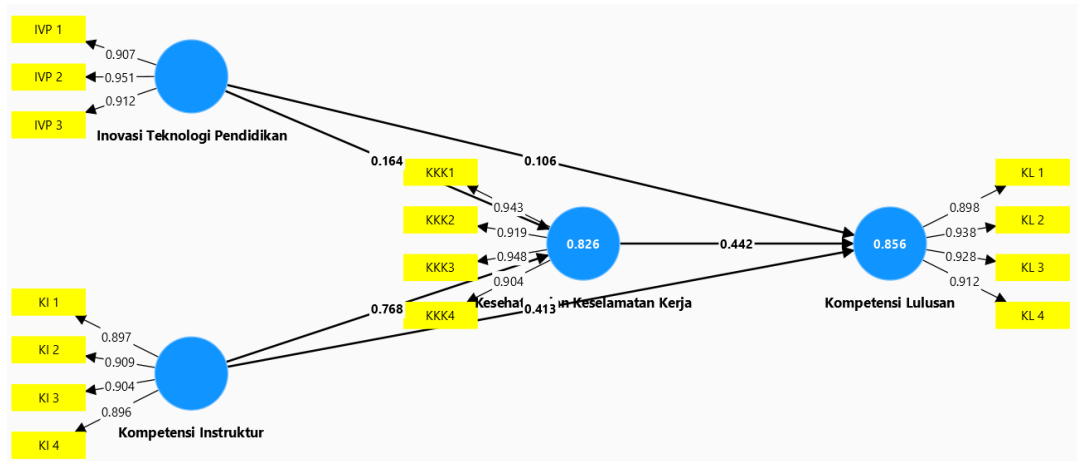 IVP 1
0.907
IVP 2
0.951
IVP 3
0.912
Inovasi Teknologi Pendidikan
0.164
0.106
KKK1
0.943
KKK2
0.919
KKK3
0.948
KKK4
0.904
0.826
Keselamatan Kerja
0.442
0.856
Kompetensi Lulusan
KL 1
0.898
KL 2
0.938
KL 3
0.928
KL 4
0.912
0.768
0.413
KI 1
0.897
KI 2
0.909
KI 3
0.904
KI 4
0.896
Kompetensi Instruktur